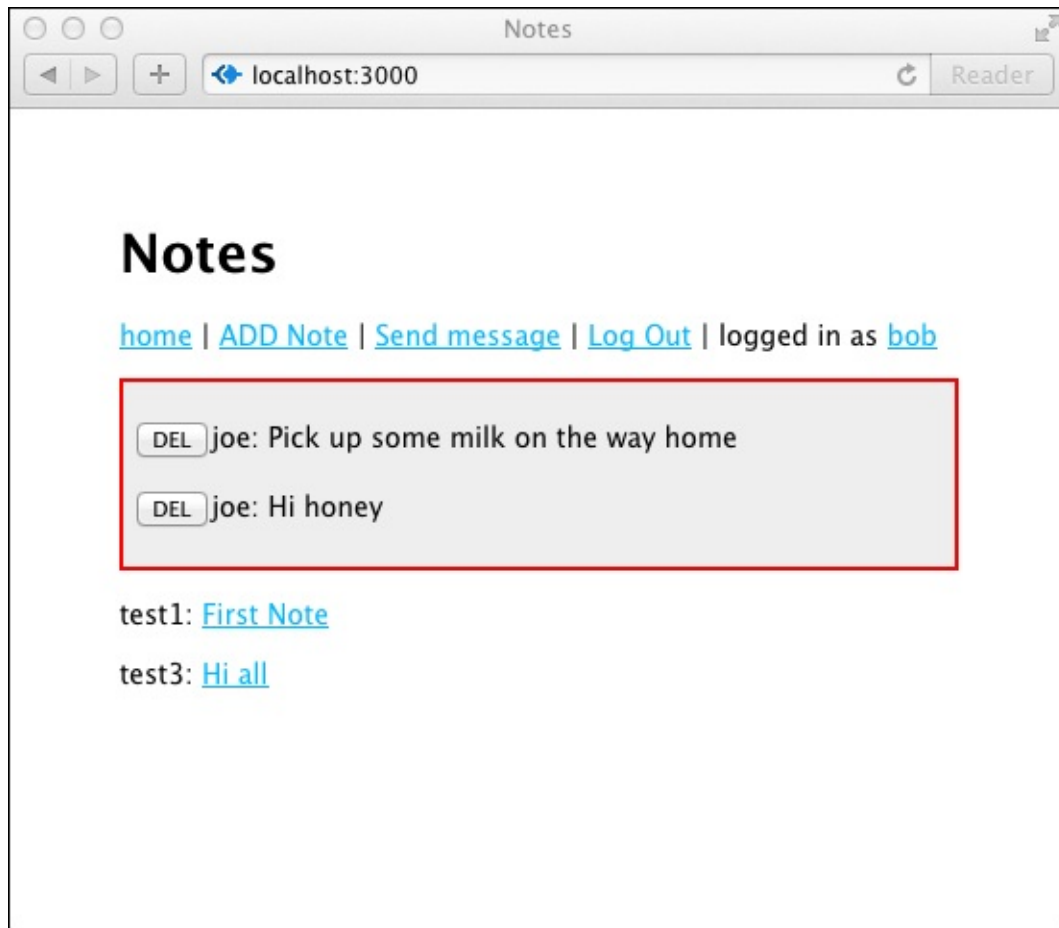 Notes
localhost:3000
Reader
Notes
home | ADD Note | Send message | Log Out | logged in as bob
DEL joe: Pick up some milk on the way home
DEL joe: Hi honey
test1: First Note
test3: Hi all